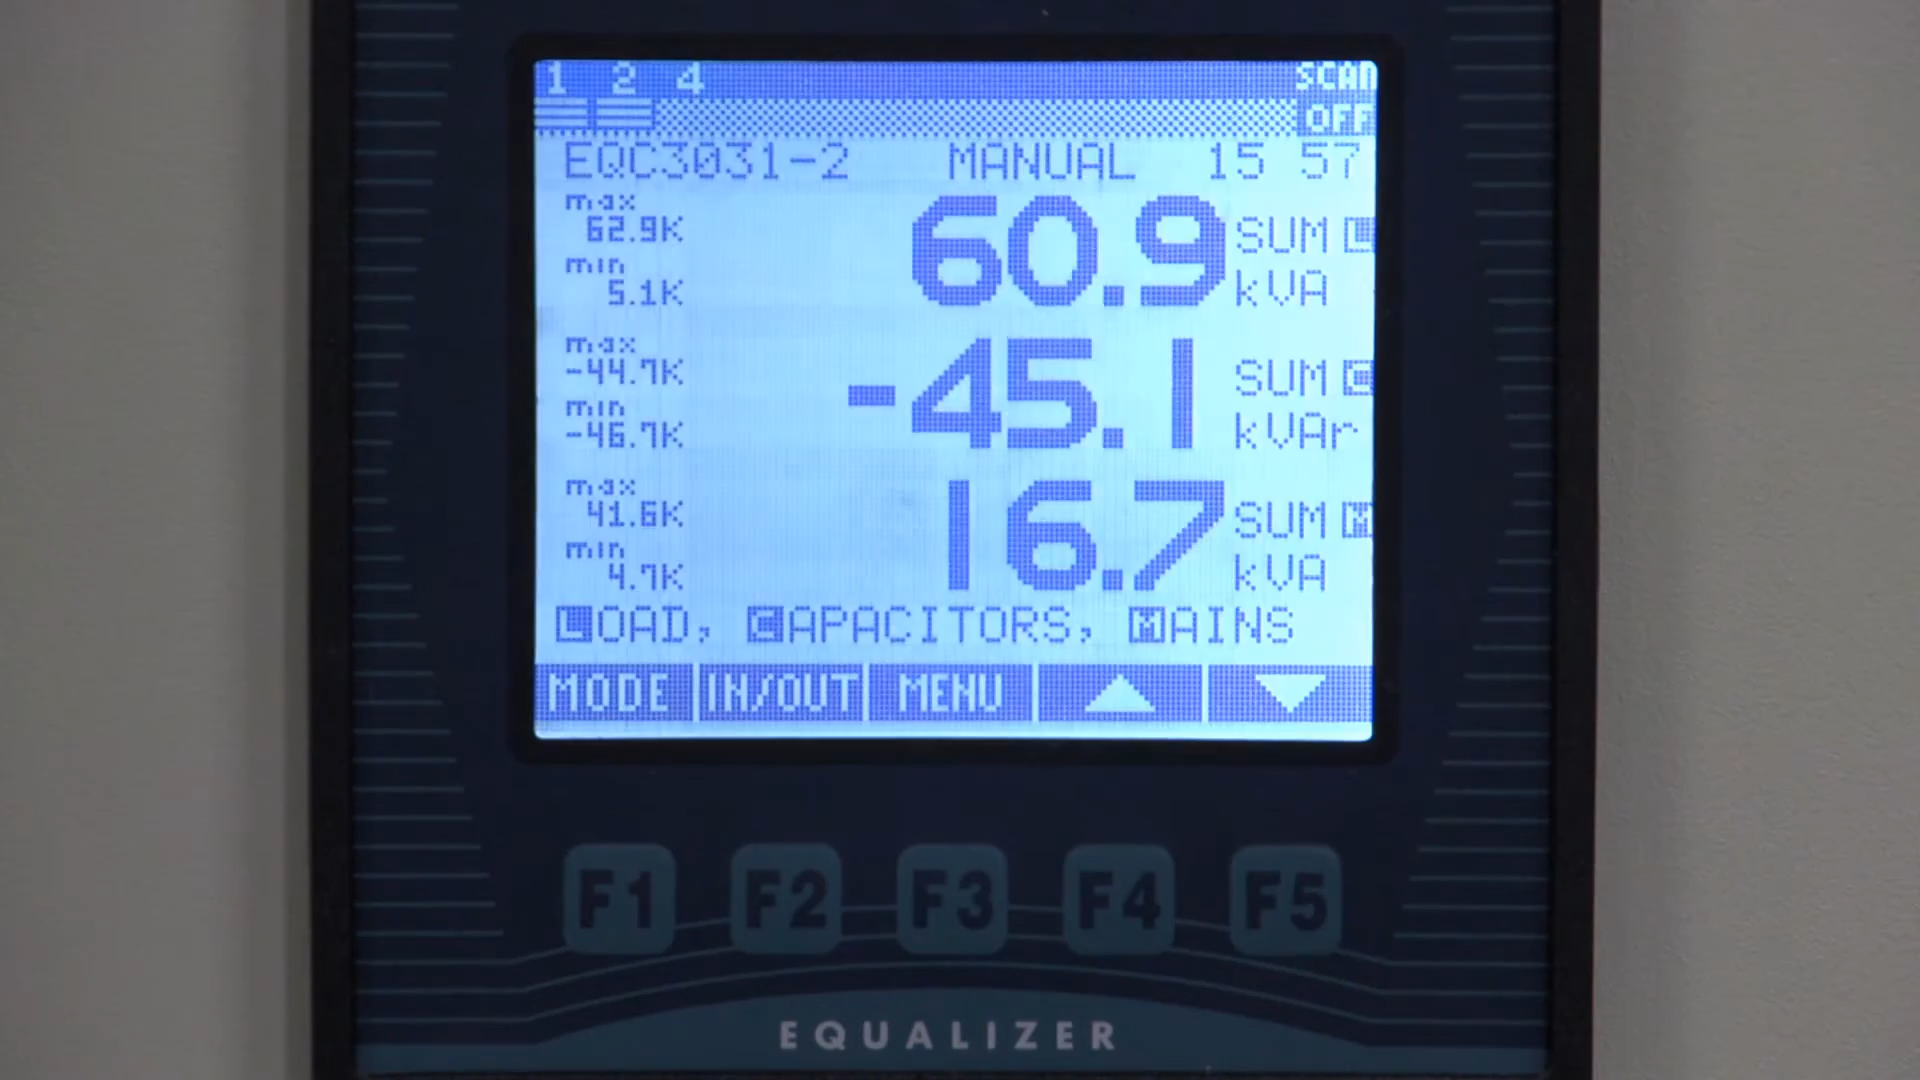 1 2 4 SCAN
OFF
EQC3031-2 MANUAL 15 57
max
62.9K
min
5.1K
60.9 SUM L
kVA
max
-44.7K
min
-46.7K
-45.1 SUM C
kVAr
max
41.6K
min
4.7K
16.7 SUM M
kVA
LOAD, CAPACITORS, MAINS
MODE IN/OUT MENU
F1 F2 F3 F4 F5
EQUALIZER